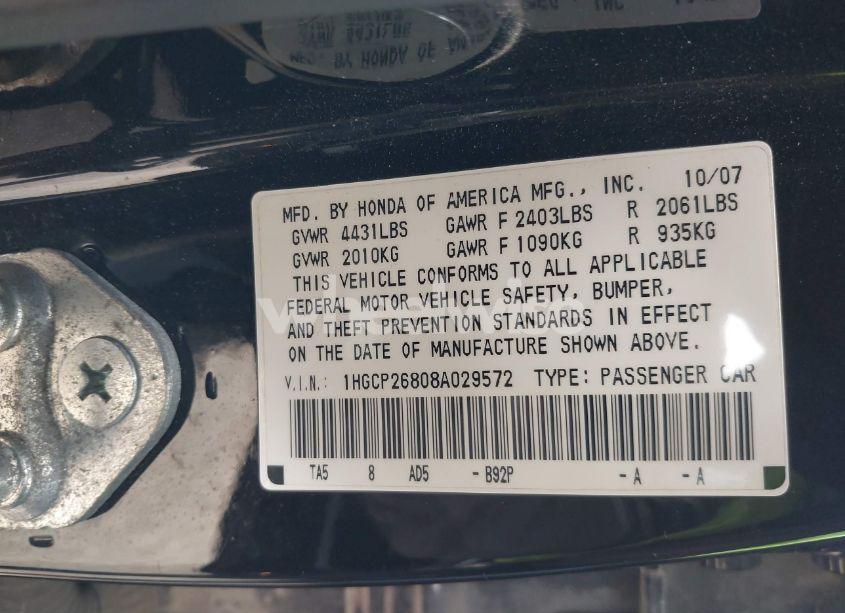 MFD. BY HONDA OF AMERICA MFG., INC. 10/07
GVWR 4431LBS GAWR F 2403LBS R 2061LBS
GVWR 2010KG GAWR F 1090KG R 935KG
THIS VEHICLE CONFORMS TO ALL APPLICABLE
FEDERAL MOTOR VEHICLE SAFETY, BUMPER,
AND THEFT PREVENTION STANDARDS IN EFFECT
ON THE DATE OF MANUFACTURE SHOWN ABOVE.
V.I.N.: 1HGCP26808A029572 TYPE: PASSENGER CAR
TA5 8 AD5 - B92P - A - A